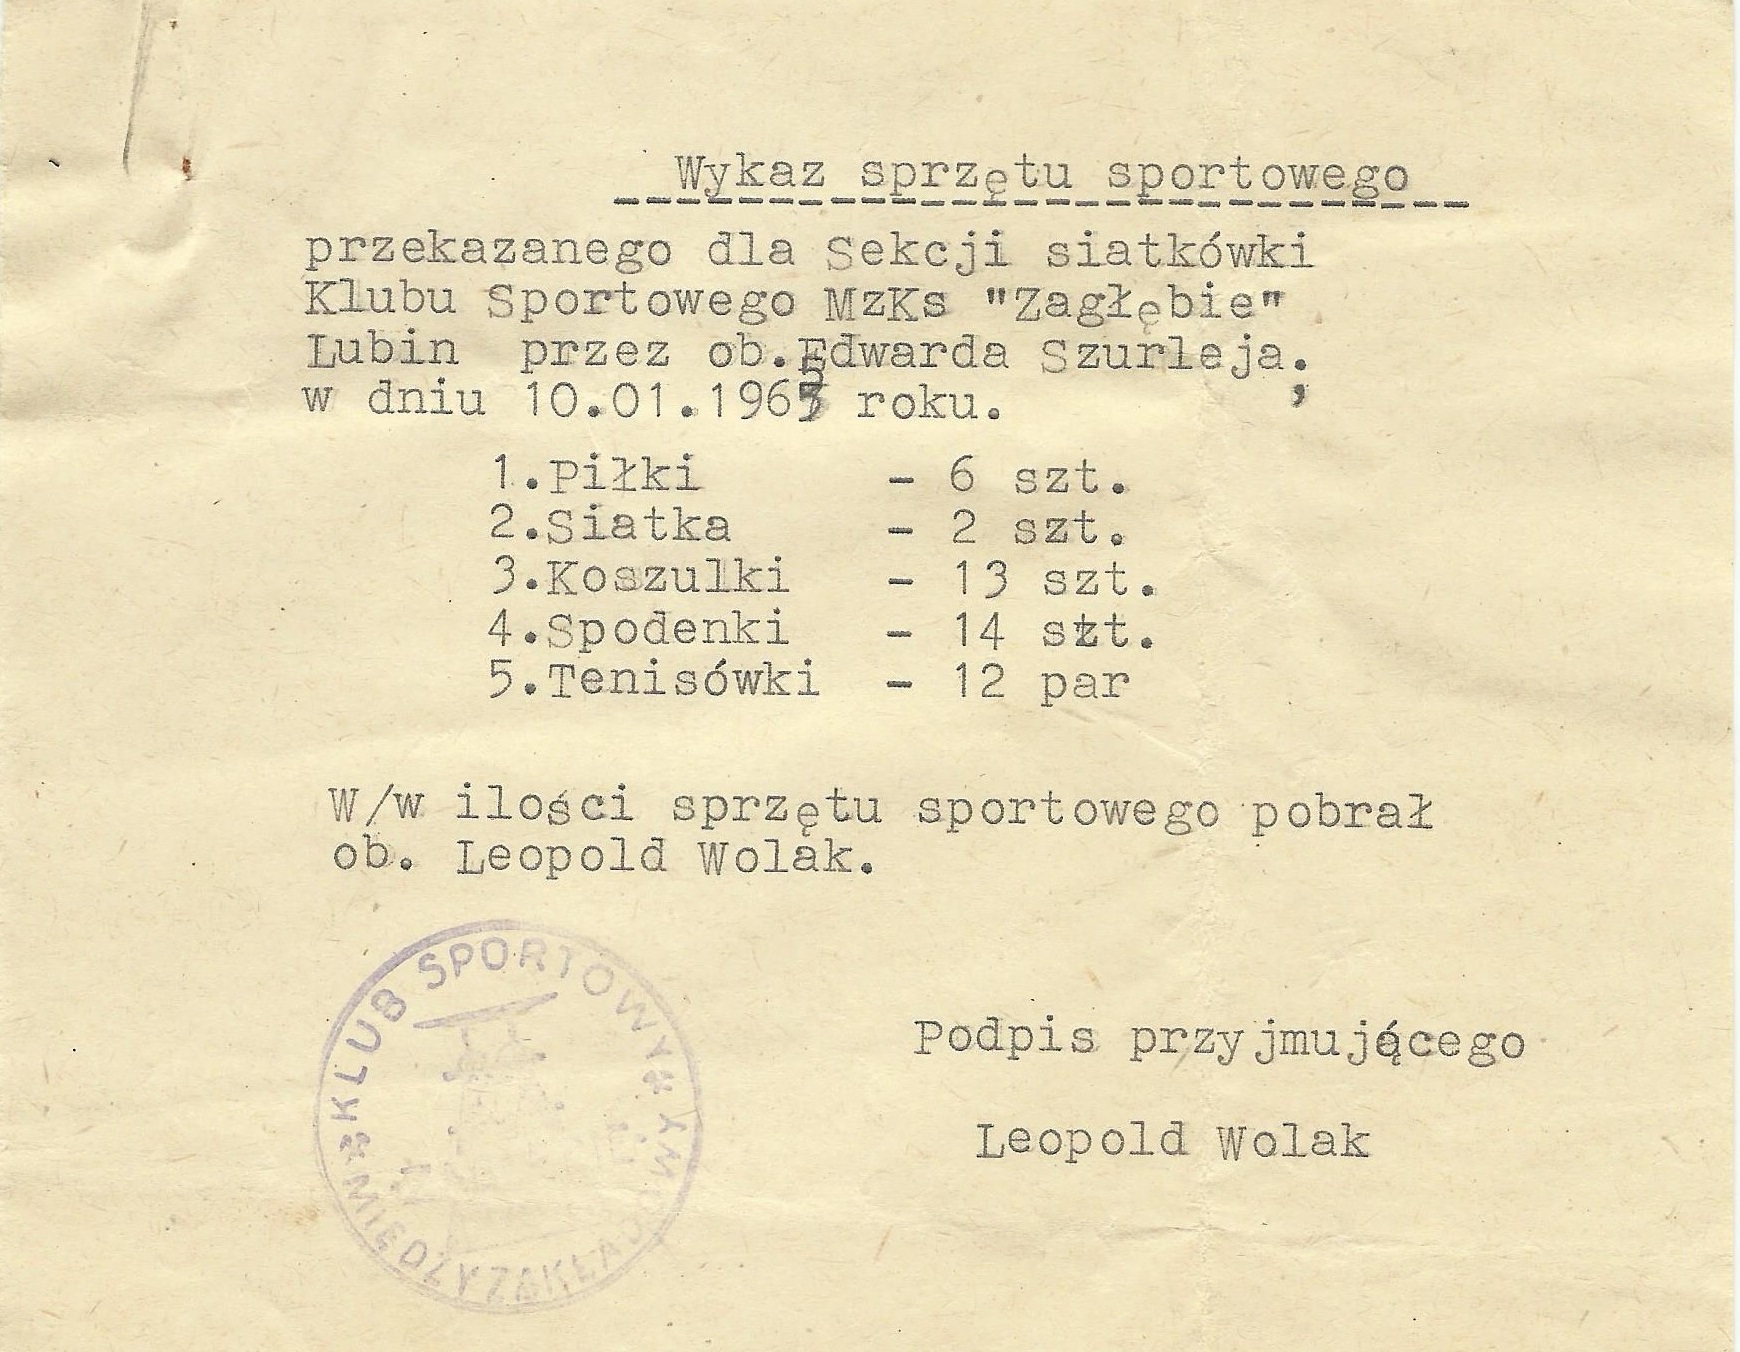 Wykaz sprzętu sportowego
przekazanego dla Sekcji siatkówki
Klubu Sportowego MzKs "Zagłębie"
Lubin przez ob.Edwarda Szurleja,
w dniu 10.01.1965 roku.
1.Piłki - 6 szt.
2.Siatka - 2 szt.
3.Koszulki - 13 szt.
4.Spodenki - 14 szt.
5.Tenisówki - 12 par
W/w ilości sprzętu sportowego pobrał
ob. Leopold Wolak.
Podpis przyjmującego
Leopold Wolak
KLUB SPORTOWY
MIĘDZYZAKŁADOWY